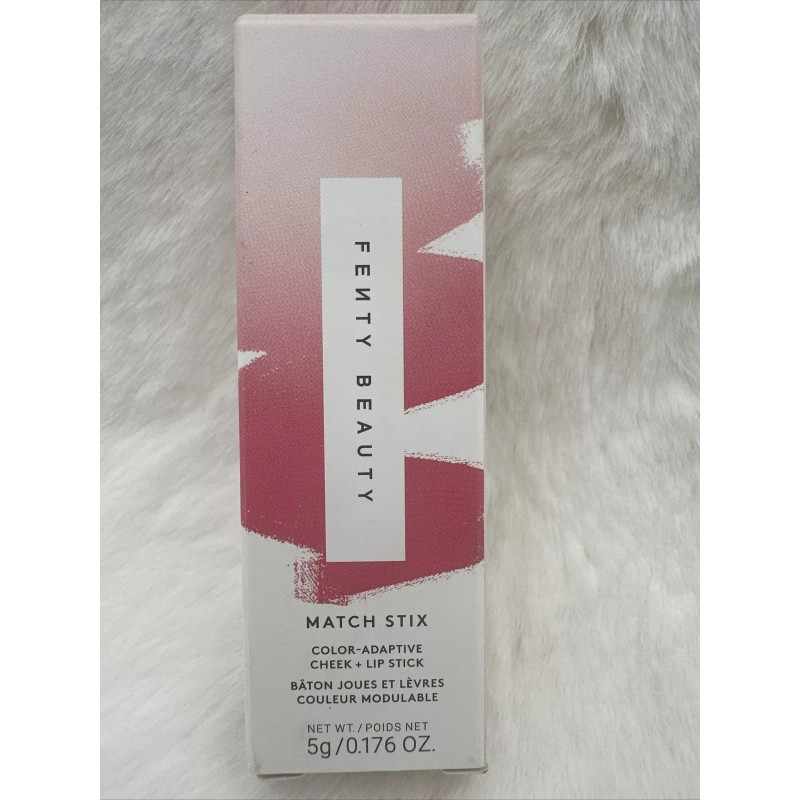 FEИTY BEAUTY
MATCH STIX
COLOR-ADAPTIVE
CHEEK + LIP STICK
BÂTON JOUES ET LÈVRES
COULEUR MODULABLE
NET WT. / POIDS NET
5g/0.176 OZ.